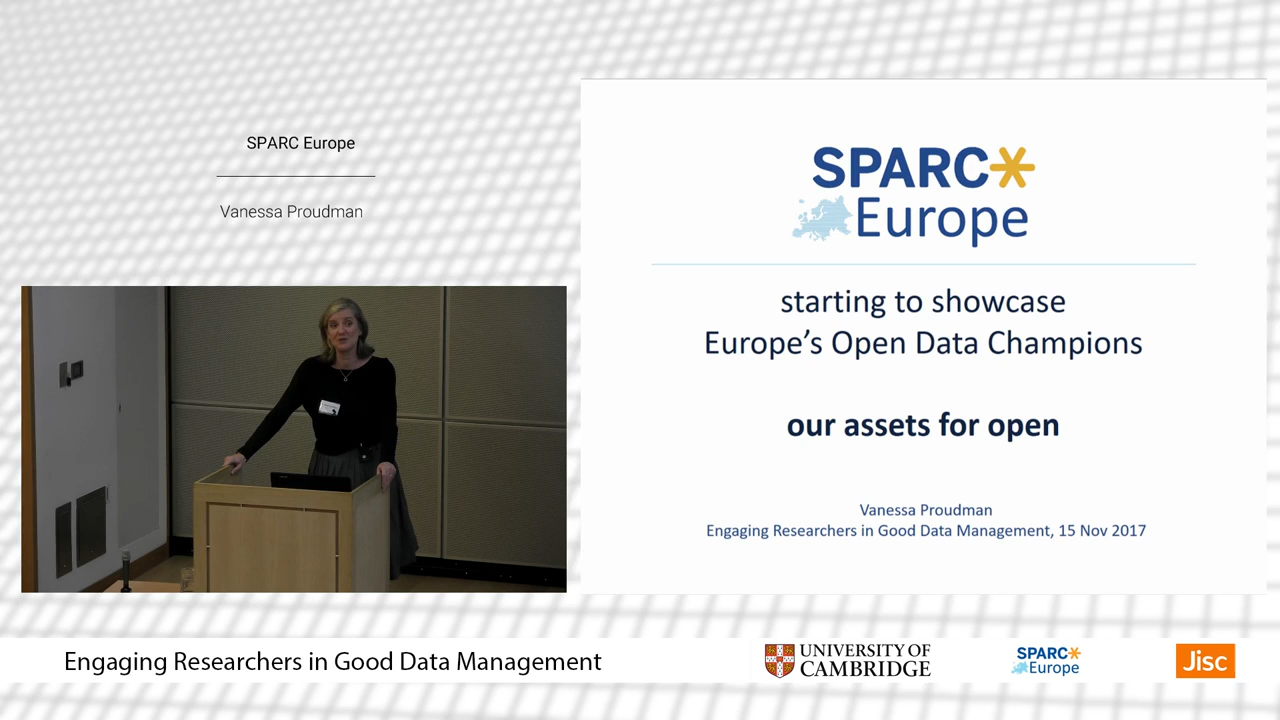 SPARC Europe
Vanessa Proudman
SPARC
Europe
starting to showcase
Europe's Open Data Champions
our assets for open
Vanessa Proudman
Engaging Researchers in Good Data Management, 15 Nov 2017
Engaging Researchers in Good Data Management
UNIVERSITY OF
CAMBRIDGE
SPARC
Europe
Jisc